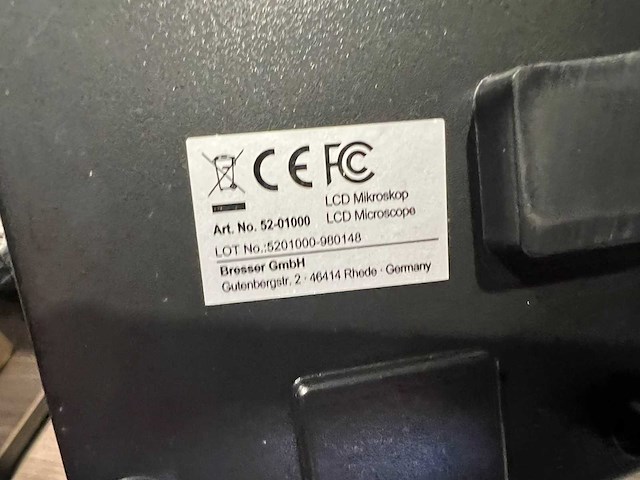 CE FC
LCD Mikroskop
Art. No. 52-01000 LCD Microscope
LOT No.:5201000-980148
Bresser GmbH
Gutenbergstr. 2 · 46414 Rhede · Germany